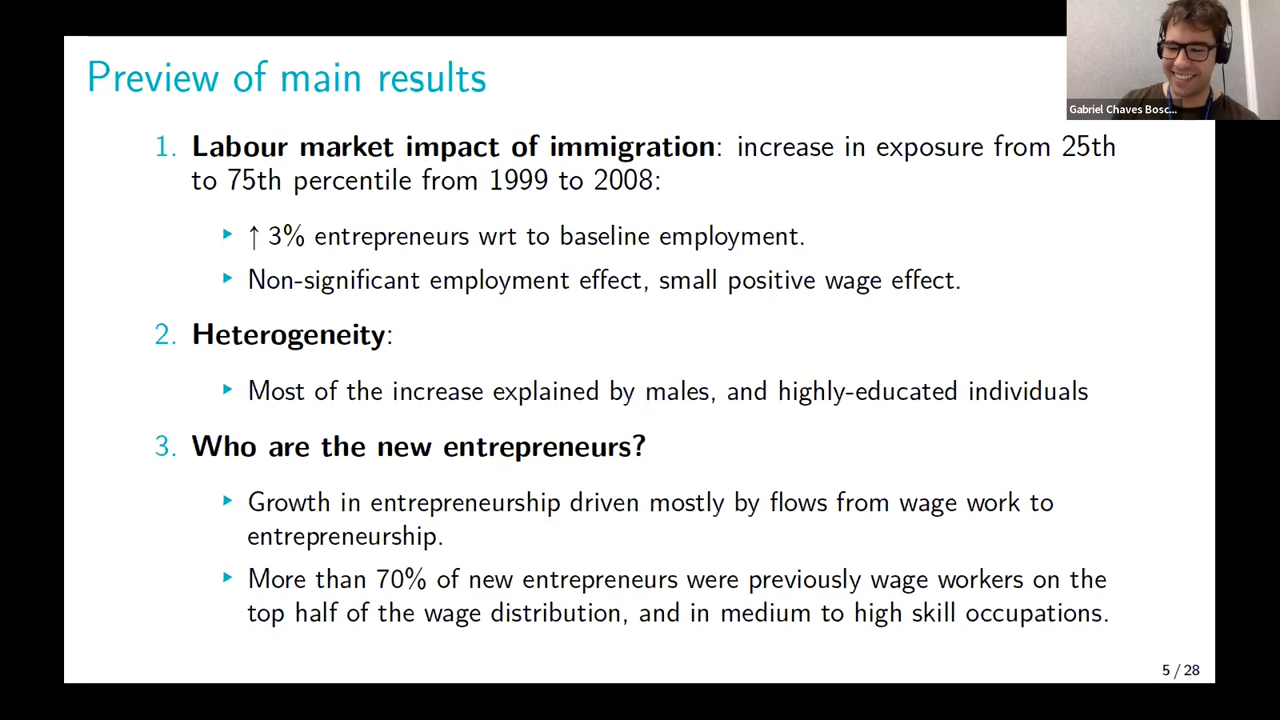 Preview of main results
Gabriel Chaves Bosc...
1. Labour market impact of immigration: increase in exposure from 25th
to 75th percentile from 1999 to 2008:
▸ ↑ 3% entrepreneurs wrt to baseline employment.
▸ Non-significant employment effect, small positive wage effect.
2. Heterogeneity:
▸ Most of the increase explained by males, and highly-educated individuals
3. Who are the new entrepreneurs?
▸ Growth in entrepreneurship driven mostly by flows from wage work to
entrepreneurship.
▸ More than 70% of new entrepreneurs were previously wage workers on the
top half of the wage distribution, and in medium to high skill occupations.
5 / 28